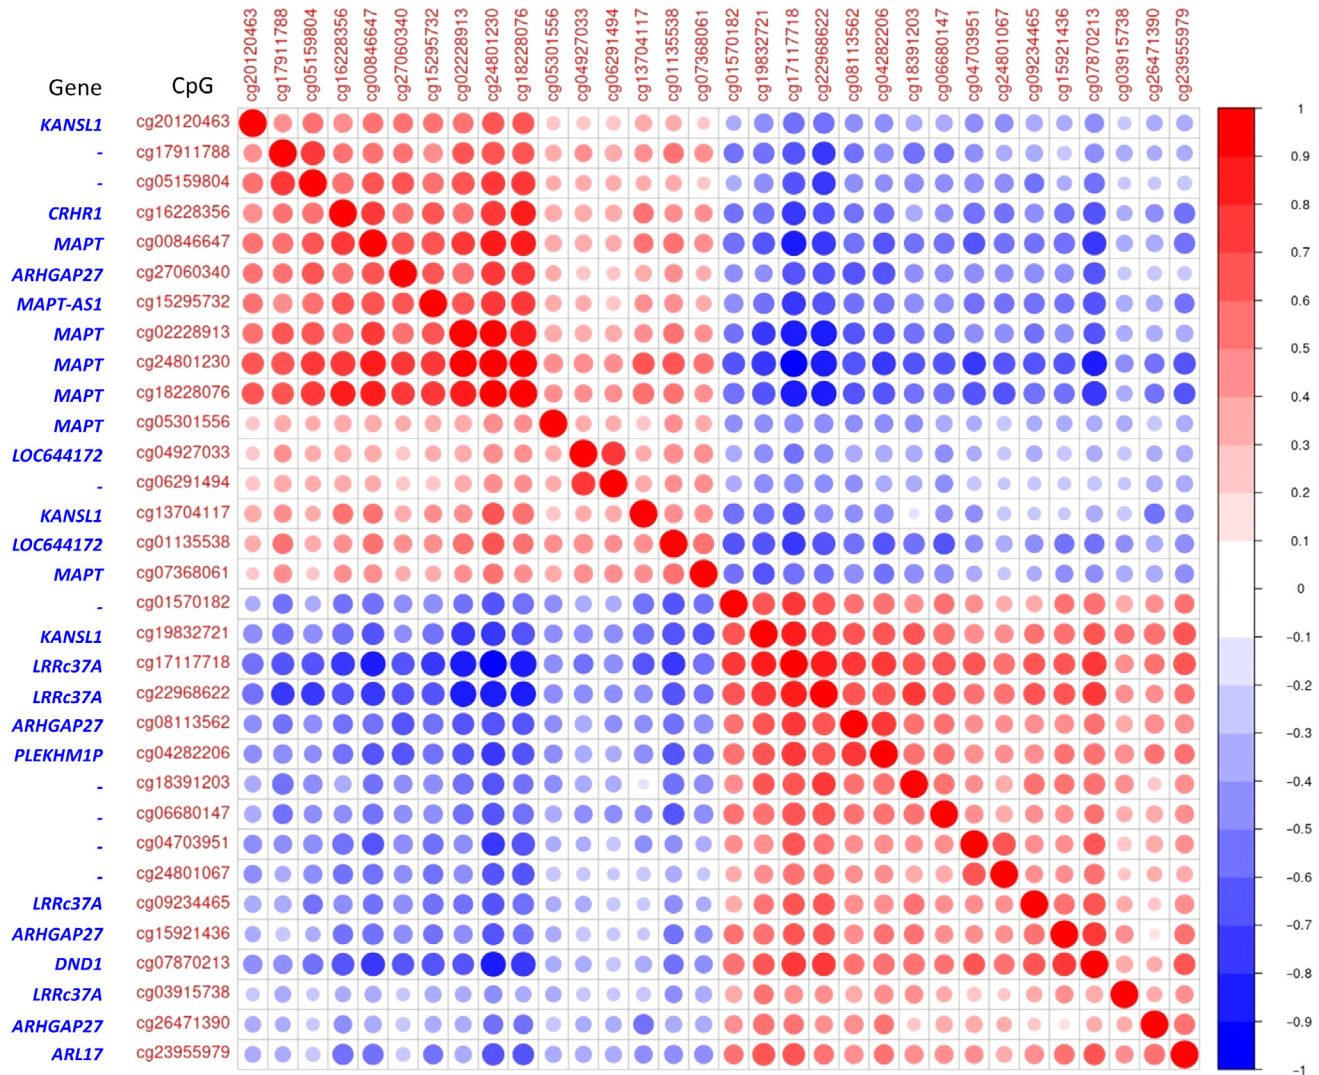 cg20120463 cg17911788 cg05159804 cg16228356 cg00846647 cg27060340 cg15295732 cg02228913 cg24801230 cg18228076 cg05301556 cg04927033 cg06291494 cg13704117 cg01135538 cg07368061 cg01570182 cg19832721 cg17117718 cg22968622 cg08113562 cg04282206 cg18391203 cg06680147 cg04703951 cg24801067 cg09234465 cg15921436 cg07870213 cg03915738 cg26471390 cg23959979
Gene CpG
KANSL1 cg20120463
- cg17911788
- cg05159804
CRHR1 cg16228356
MAPT cg00846647
ARHGAP27 cg27060340
MAPT-AS1 cg15295732
MAPT cg02228913
MAPT cg24801230
MAPT cg18228076
MAPT cg05301556
LOC644172 cg04927033
- cg06291494
KANSL1 cg13704117
LOC644172 cg01135538
MAPT cg07368061
- cg01570182
KANSL1 cg19832721
LRRc37A cg17117718
LRRc37A cg22968622
ARHGAP27 cg08113562
PLEKHM1P cg04282206
- cg18391203
- cg06680147
- cg04703951
- cg24801067
LRRc37A cg09234465
ARHGAP27 cg15921436
DND1 cg07870213
LRRc37A cg03915738
ARHGAP27 cg26471390
ARL17 cg23955979
1
0.9
0.8
0.7
0.6
0.5
0.4
0.3
0.2
0.1
0
-0.1
-0.2
-0.3
-0.4
-0.5
-0.6
-0.7
-0.8
-0.9
-1